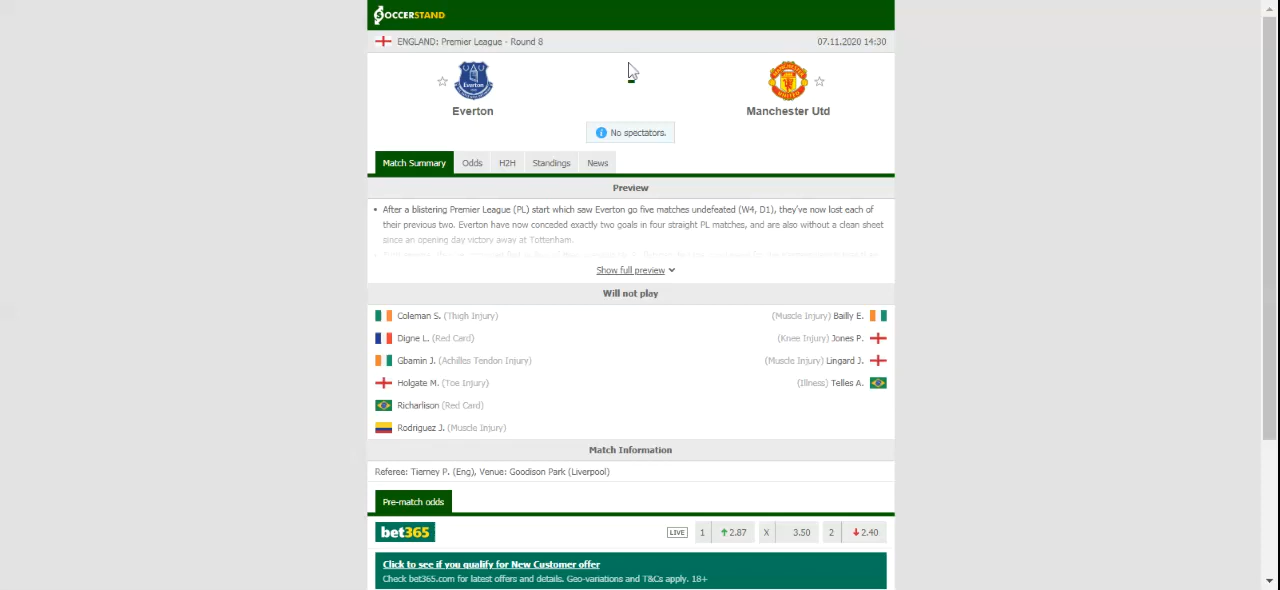 SOCCERSTAND
ENGLAND: Premier League - Round 8 07.11.2020 14:30
Everton Manchester Utd
No spectators.
Match Summary Odds H2H Standings News
Preview
• After a blistering Premier League (PL) start which saw Everton go five matches undefeated (W4, D1), they've now lost each of
their previous two. Everton have now conceded exactly two goals in four straight PL matches, and are also without a clean sheet
since an opening day victory away at Tottenham.
Show full preview
Will not play
Coleman S. (Thigh Injury) (Muscle Injury) Bailly E.
Digne L. (Red Card) (Knee Injury) Jones P.
Gbamin J. (Achilles Tendon Injury) (Muscle Injury) Lingard J.
Holgate M. (Toe Injury) (Illness) Telles A.
Richarlison (Red Card)
Rodriguez J. (Muscle Injury)
Match Information
Referee: Tierney P. (Eng), Venue: Goodison Park (Liverpool)
Pre-match odds
bet365 LIVE 1 2.87 X 3.50 2 2.40
Click to see if you qualify for New Customer offer
Check bet365.com for latest offers and details. Geo-variations and T&Cs apply. 18+